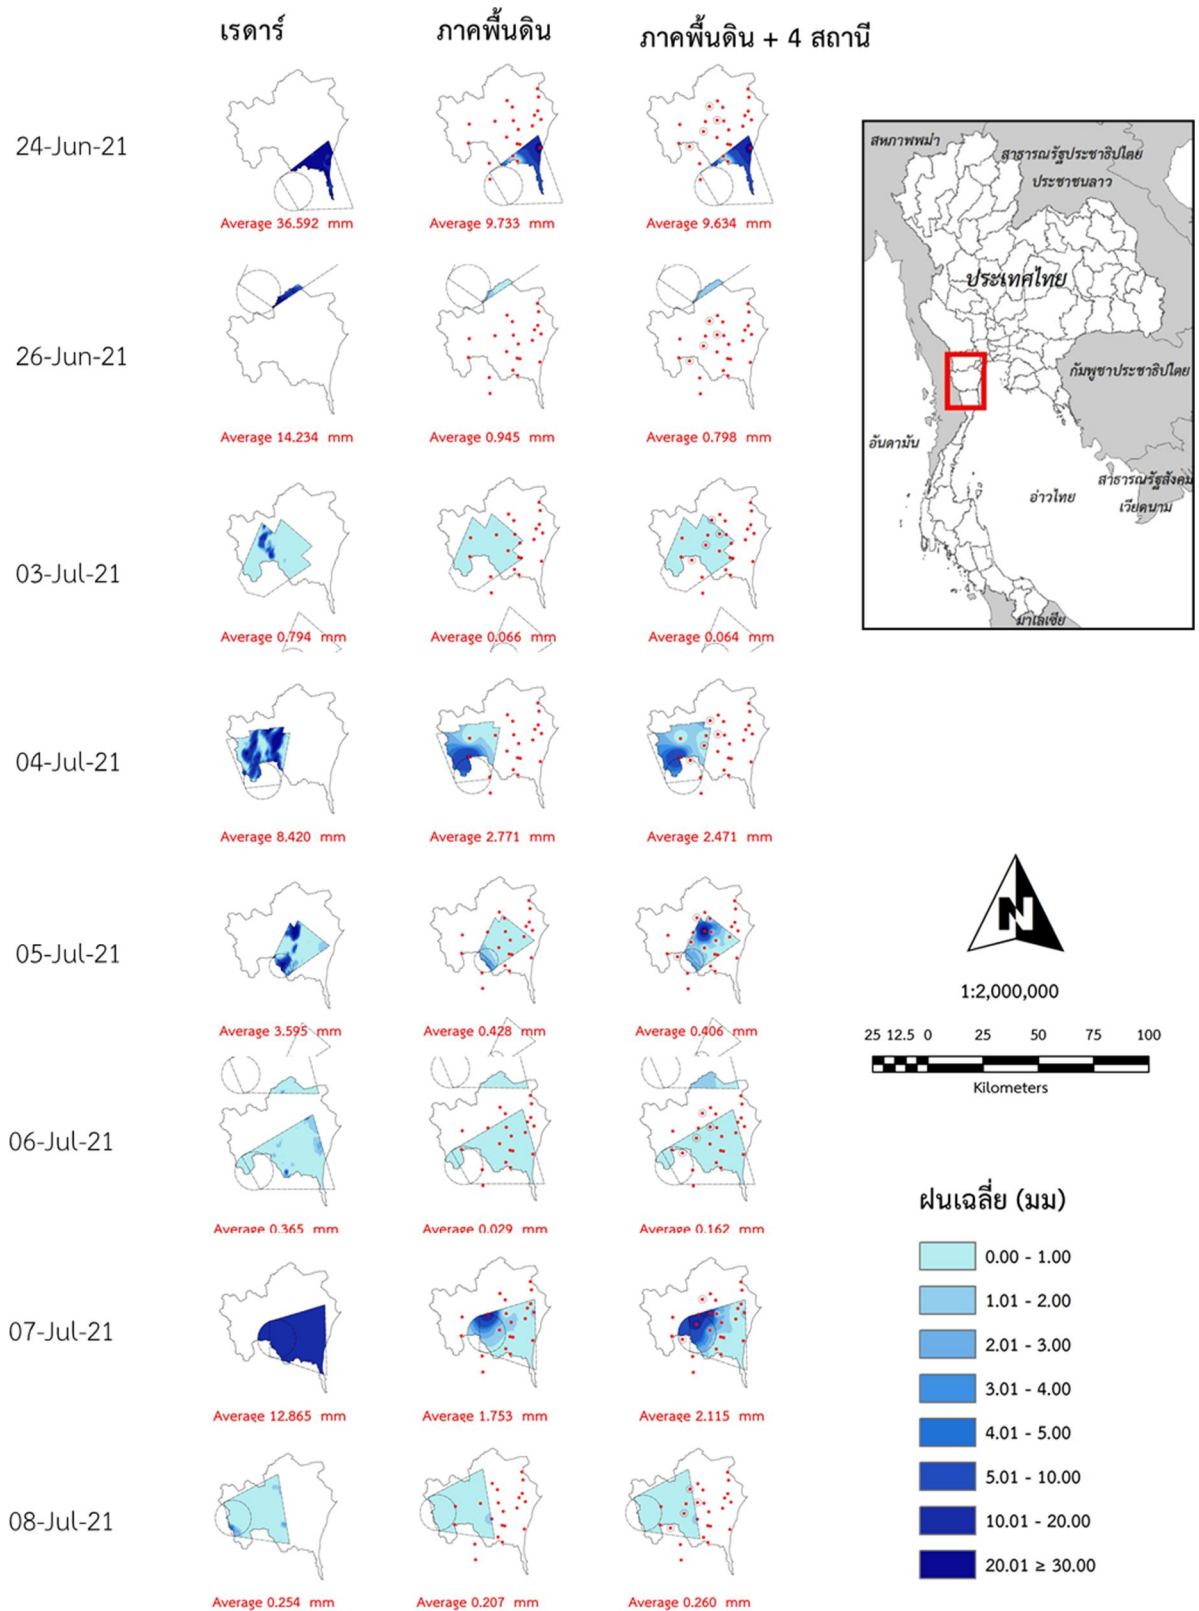 เรดาร์
ภาคพื้นดิน
ภาคพื้นดิน + 4 สถานี
24-Jun-21
Average 36.592 mm
Average 9.733 mm
Average 9.634 mm
26-Jun-21
Average 14.234 mm
Average 0.945 mm
Average 0.798 mm
03-Jul-21
Average 0.794 mm
Average 0.066 mm
Average 0.064 mm
04-Jul-21
Average 8.420 mm
Average 2.771 mm
Average 2.471 mm
05-Jul-21
Average 3.595 mm
Average 0.428 mm
Average 0.406 mm
06-Jul-21
Average 0.365 mm
Average 0.029 mm
Average 0.162 mm
07-Jul-21
Average 12.865 mm
Average 1.753 mm
Average 2.115 mm
08-Jul-21
Average 0.254 mm
Average 0.207 mm
Average 0.260 mm
สหภาพพม่า
สาธารณรัฐประชาธิปไตย
ประชาชนลาว
ประเทศไทย
กัมพูชาประชาธิปไตย
อันดามัน
อ่าวไทย
สาธารณรัฐสังคม
เวียดนาม
มาเลเซีย
N
1:2,000,000
25 12.5 0 25 50 75 100
Kilometers
ฝนเฉลี่ย (มม)
0.00 - 1.00
1.01 - 2.00
2.01 - 3.00
3.01 - 4.00
4.01 - 5.00
5.01 - 10.00
10.01 - 20.00
20.01 ≥ 30.00